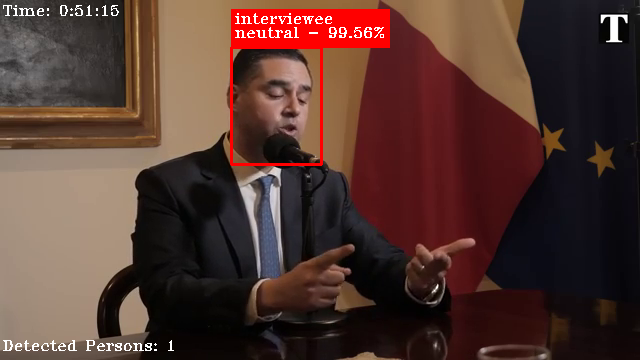 Time: 0:51:15
interviewee
neutral - 99.56%
T
Detected Persons: 1